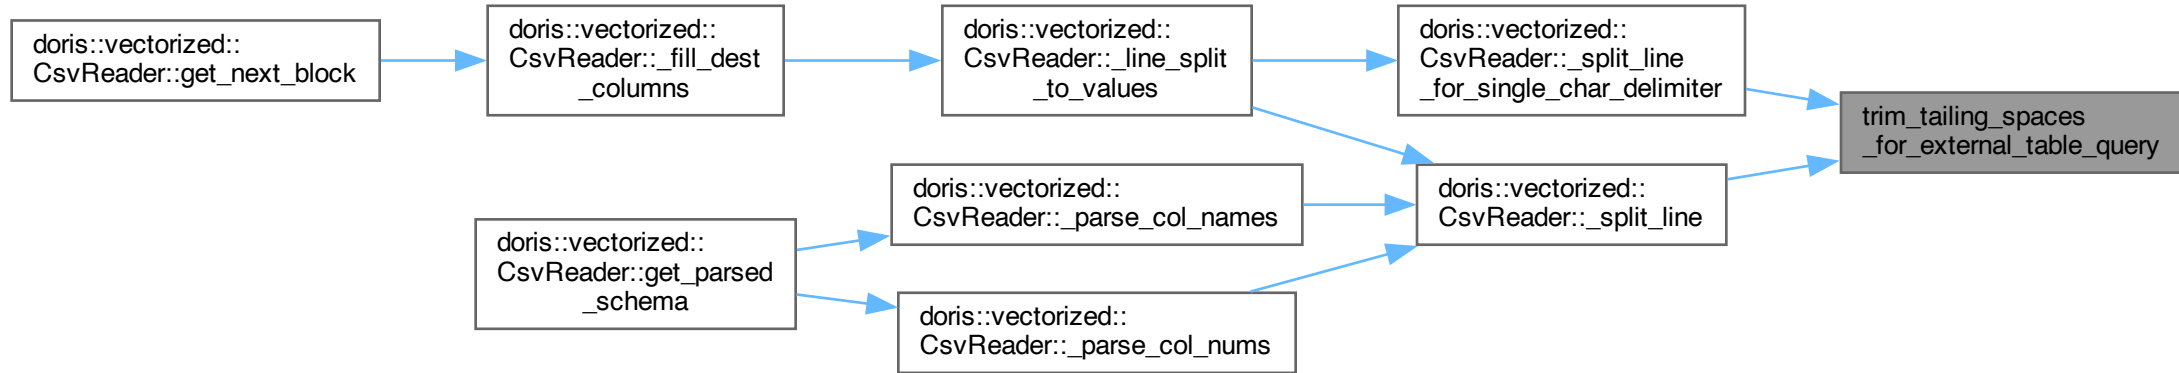 doris::vectorized::
CsvReader::get_next_block
doris::vectorized::
CsvReader::_fill_dest
_columns
doris::vectorized::
CsvReader::_line_split
_to_values
doris::vectorized::
CsvReader::_split_line
_for_single_char_delimiter
trim_tailing_spaces
_for_external_table_query
doris::vectorized::
CsvReader::_parse_col_names
doris::vectorized::
CsvReader::_split_line
doris::vectorized::
CsvReader::get_parsed
_schema
doris::vectorized::
CsvReader::_parse_col_nums